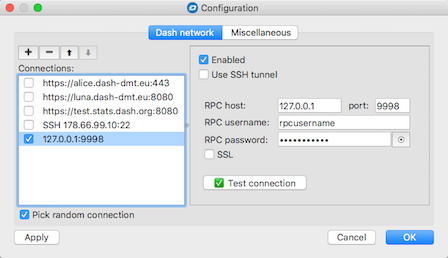 Configuration
Dash network Miscellaneous
Connections:
https://alice.dash-dmt.eu:443
https://luna.dash-dmt.eu:8080
https://test.stats.dash.org:8080
SSH 178.66.99.10:22
127.0.0.1:9998
Pick random connection
Enabled
Use SSH tunnel
RPC host: 127.0.0.1 port: 9998
RPC username: rpcusername
RPC password: •••••••••••
SSL
Test connection
Apply Cancel OK